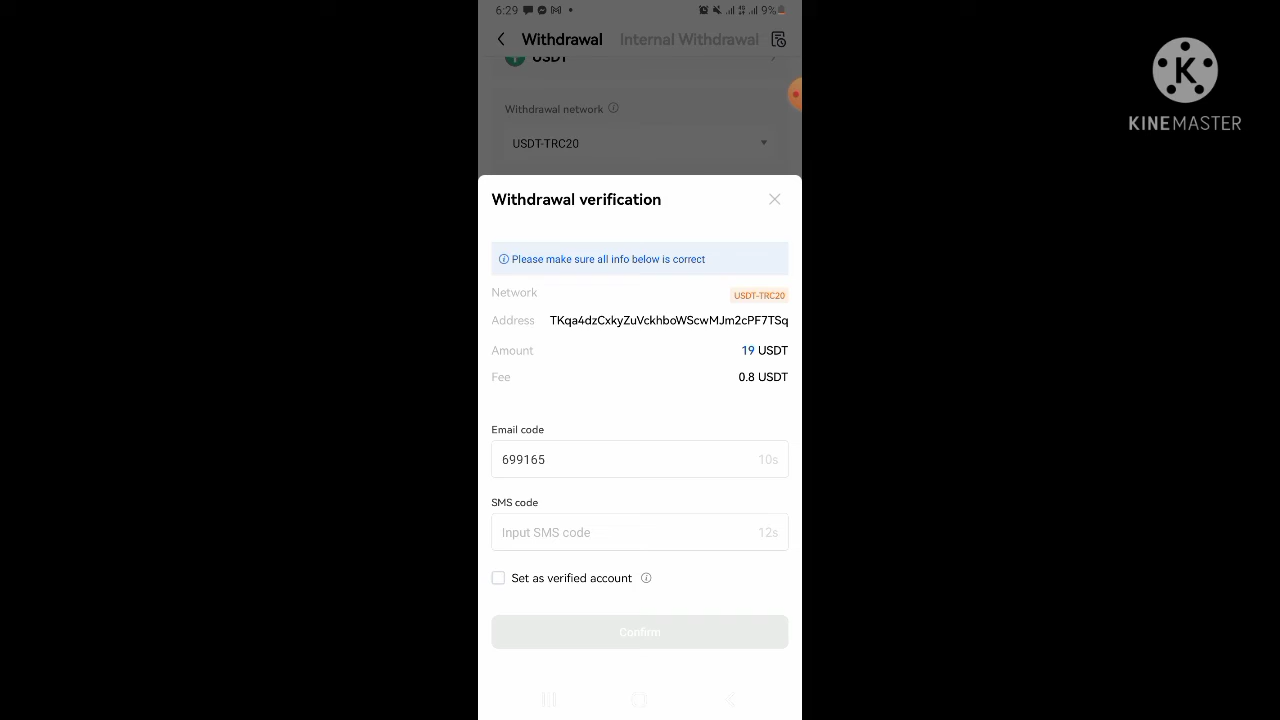 6:29
9%
Withdrawal Internal Withdrawal
USDT
Withdrawal network
USDT-TRC20
Withdrawal verification
Please make sure all info below is correct
Network USDT-TRC20
Address TKqa4dzCxkyZuVckhboWScwMJm2cPF7TSq
Amount 19 USDT
Fee 0.8 USDT
Email code
699165 10s
SMS code
Input SMS code 12s
Set as verified account
Confirm
K
KINEMASTER